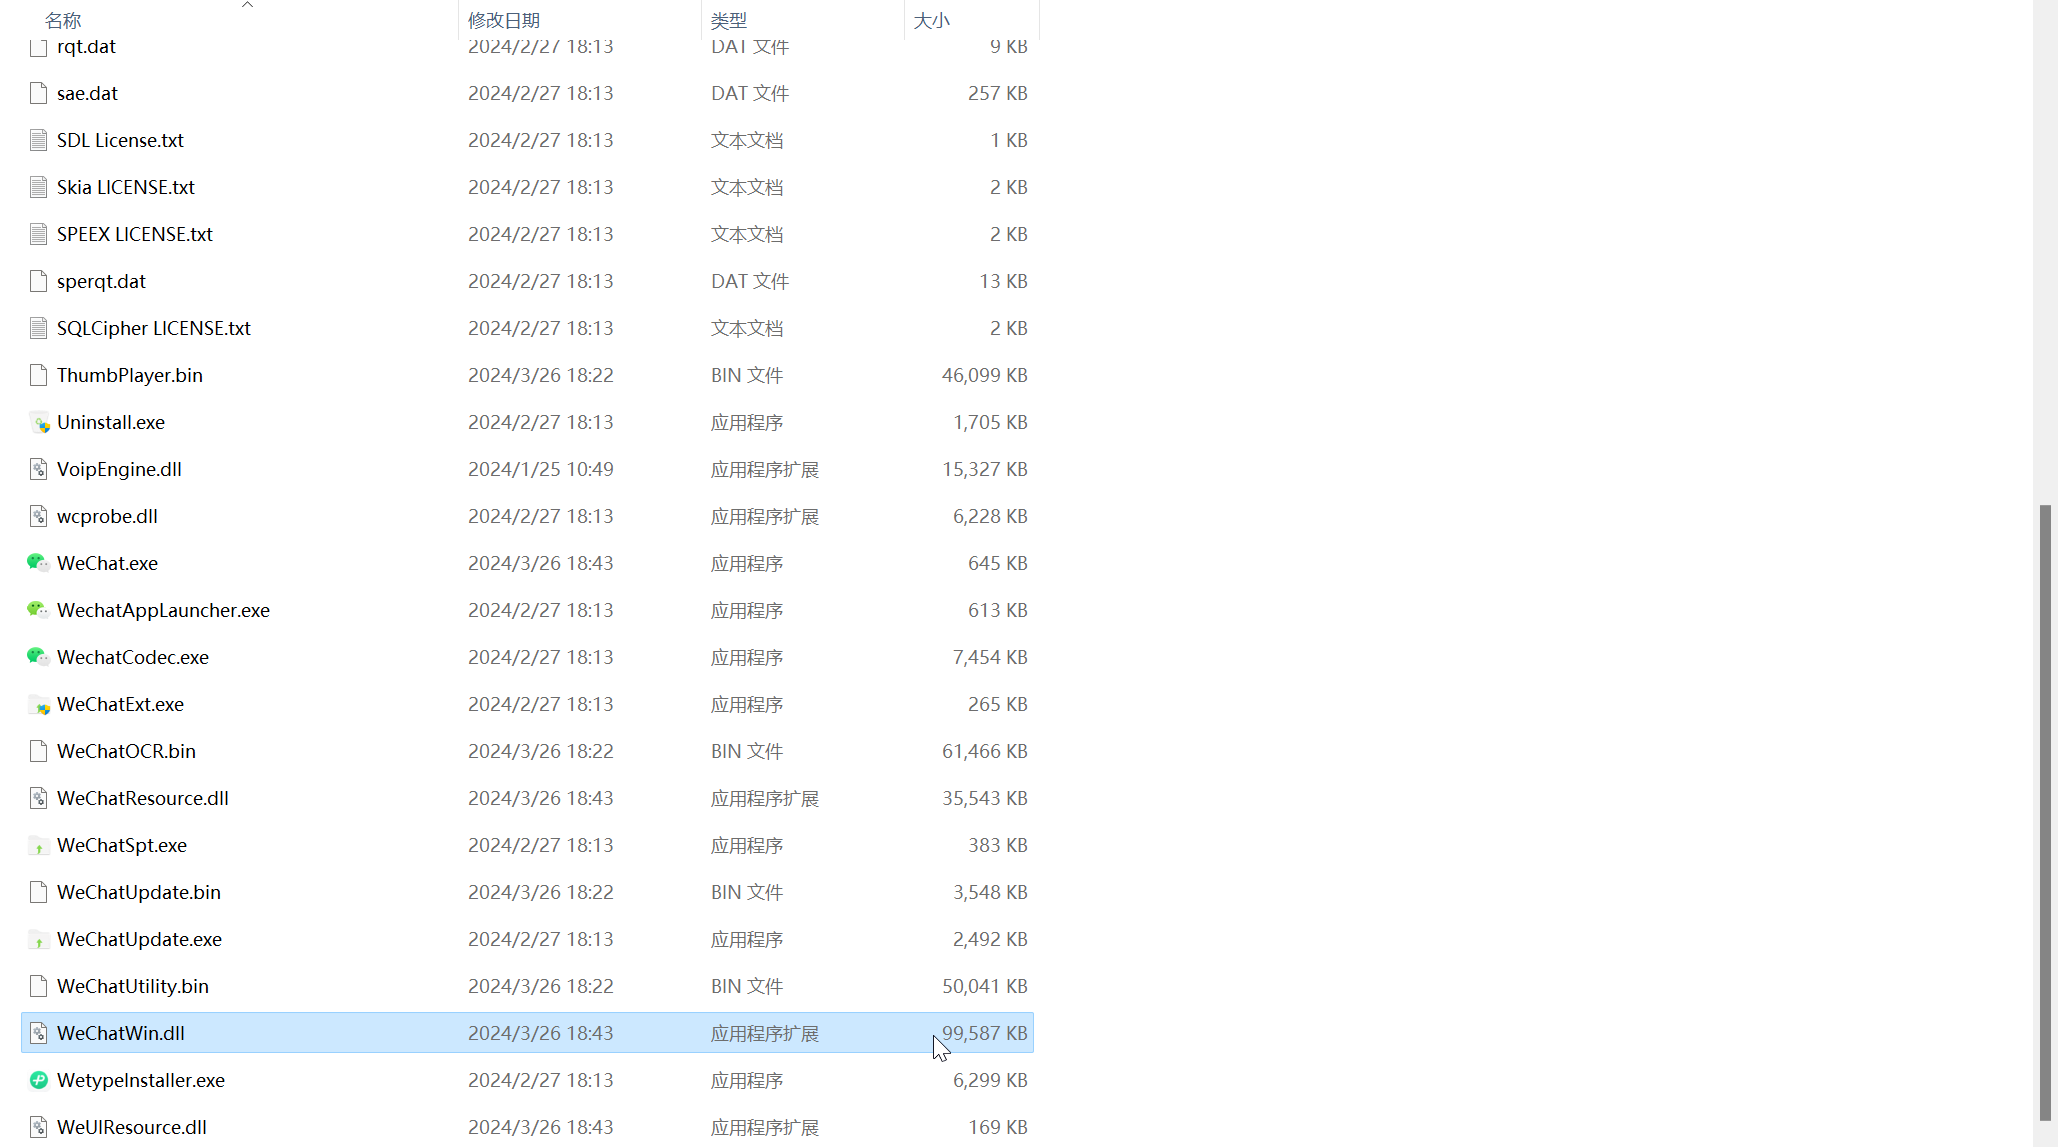 名称 修改日期 类型 大小
rqt.dat 2024/2/27 18:13 DAT 文件 9 KB
sae.dat 2024/2/27 18:13 DAT 文件 257 KB
SDL License.txt 2024/2/27 18:13 文本文档 1 KB
Skia LICENSE.txt 2024/2/27 18:13 文本文档 2 KB
SPEEX LICENSE.txt 2024/2/27 18:13 文本文档 2 KB
sperqt.dat 2024/2/27 18:13 DAT 文件 13 KB
SQLCipher LICENSE.txt 2024/2/27 18:13 文本文档 2 KB
ThumbPlayer.bin 2024/3/26 18:22 BIN 文件 46,099 KB
Uninstall.exe 2024/2/27 18:13 应用程序 1,705 KB
VoipEngine.dll 2024/1/25 10:49 应用程序扩展 15,327 KB
wcprobe.dll 2024/2/27 18:13 应用程序扩展 6,228 KB
WeChat.exe 2024/3/26 18:43 应用程序 645 KB
WechatAppLauncher.exe 2024/2/27 18:13 应用程序 613 KB
WechatCodec.exe 2024/2/27 18:13 应用程序 7,454 KB
WeChatExt.exe 2024/2/27 18:13 应用程序 265 KB
WeChatOCR.bin 2024/3/26 18:22 BIN 文件 61,466 KB
WeChatResource.dll 2024/3/26 18:43 应用程序扩展 35,543 KB
WeChatSpt.exe 2024/2/27 18:13 应用程序 383 KB
WeChatUpdate.bin 2024/3/26 18:22 BIN 文件 3,548 KB
WeChatUpdate.exe 2024/2/27 18:13 应用程序 2,492 KB
WeChatUtility.bin 2024/3/26 18:22 BIN 文件 50,041 KB
WeChatWin.dll 2024/3/26 18:43 应用程序扩展 99,587 KB
WetypeInstaller.exe 2024/2/27 18:13 应用程序 6,299 KB
WeUIResource.dll 2024/3/26 18:43 应用程序扩展 169 KB